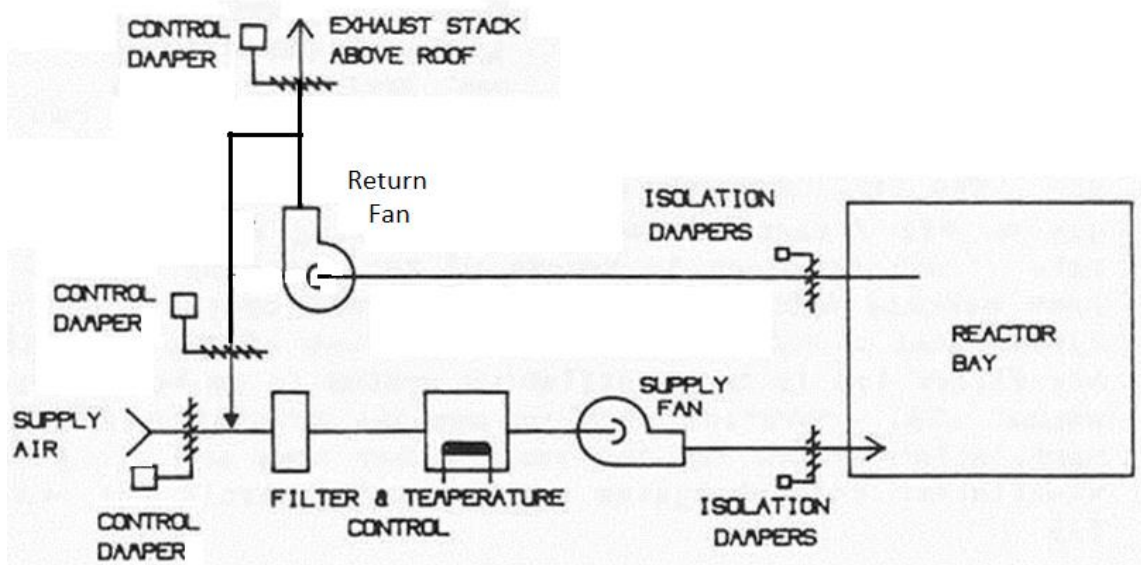 CONTROL
DAMPER
EXHAUST STACK
ABOVE ROOF
Return
Fan
ISOLATION
DAMPERS
CONTROL
DAMPER
REACTOR
BAY
SUPPLY
FAN
SUPPLY
AIR
FILTER & TEMPERATURE
CONTROL
CONTROL
DAMPER
ISOLATION
DAMPERS